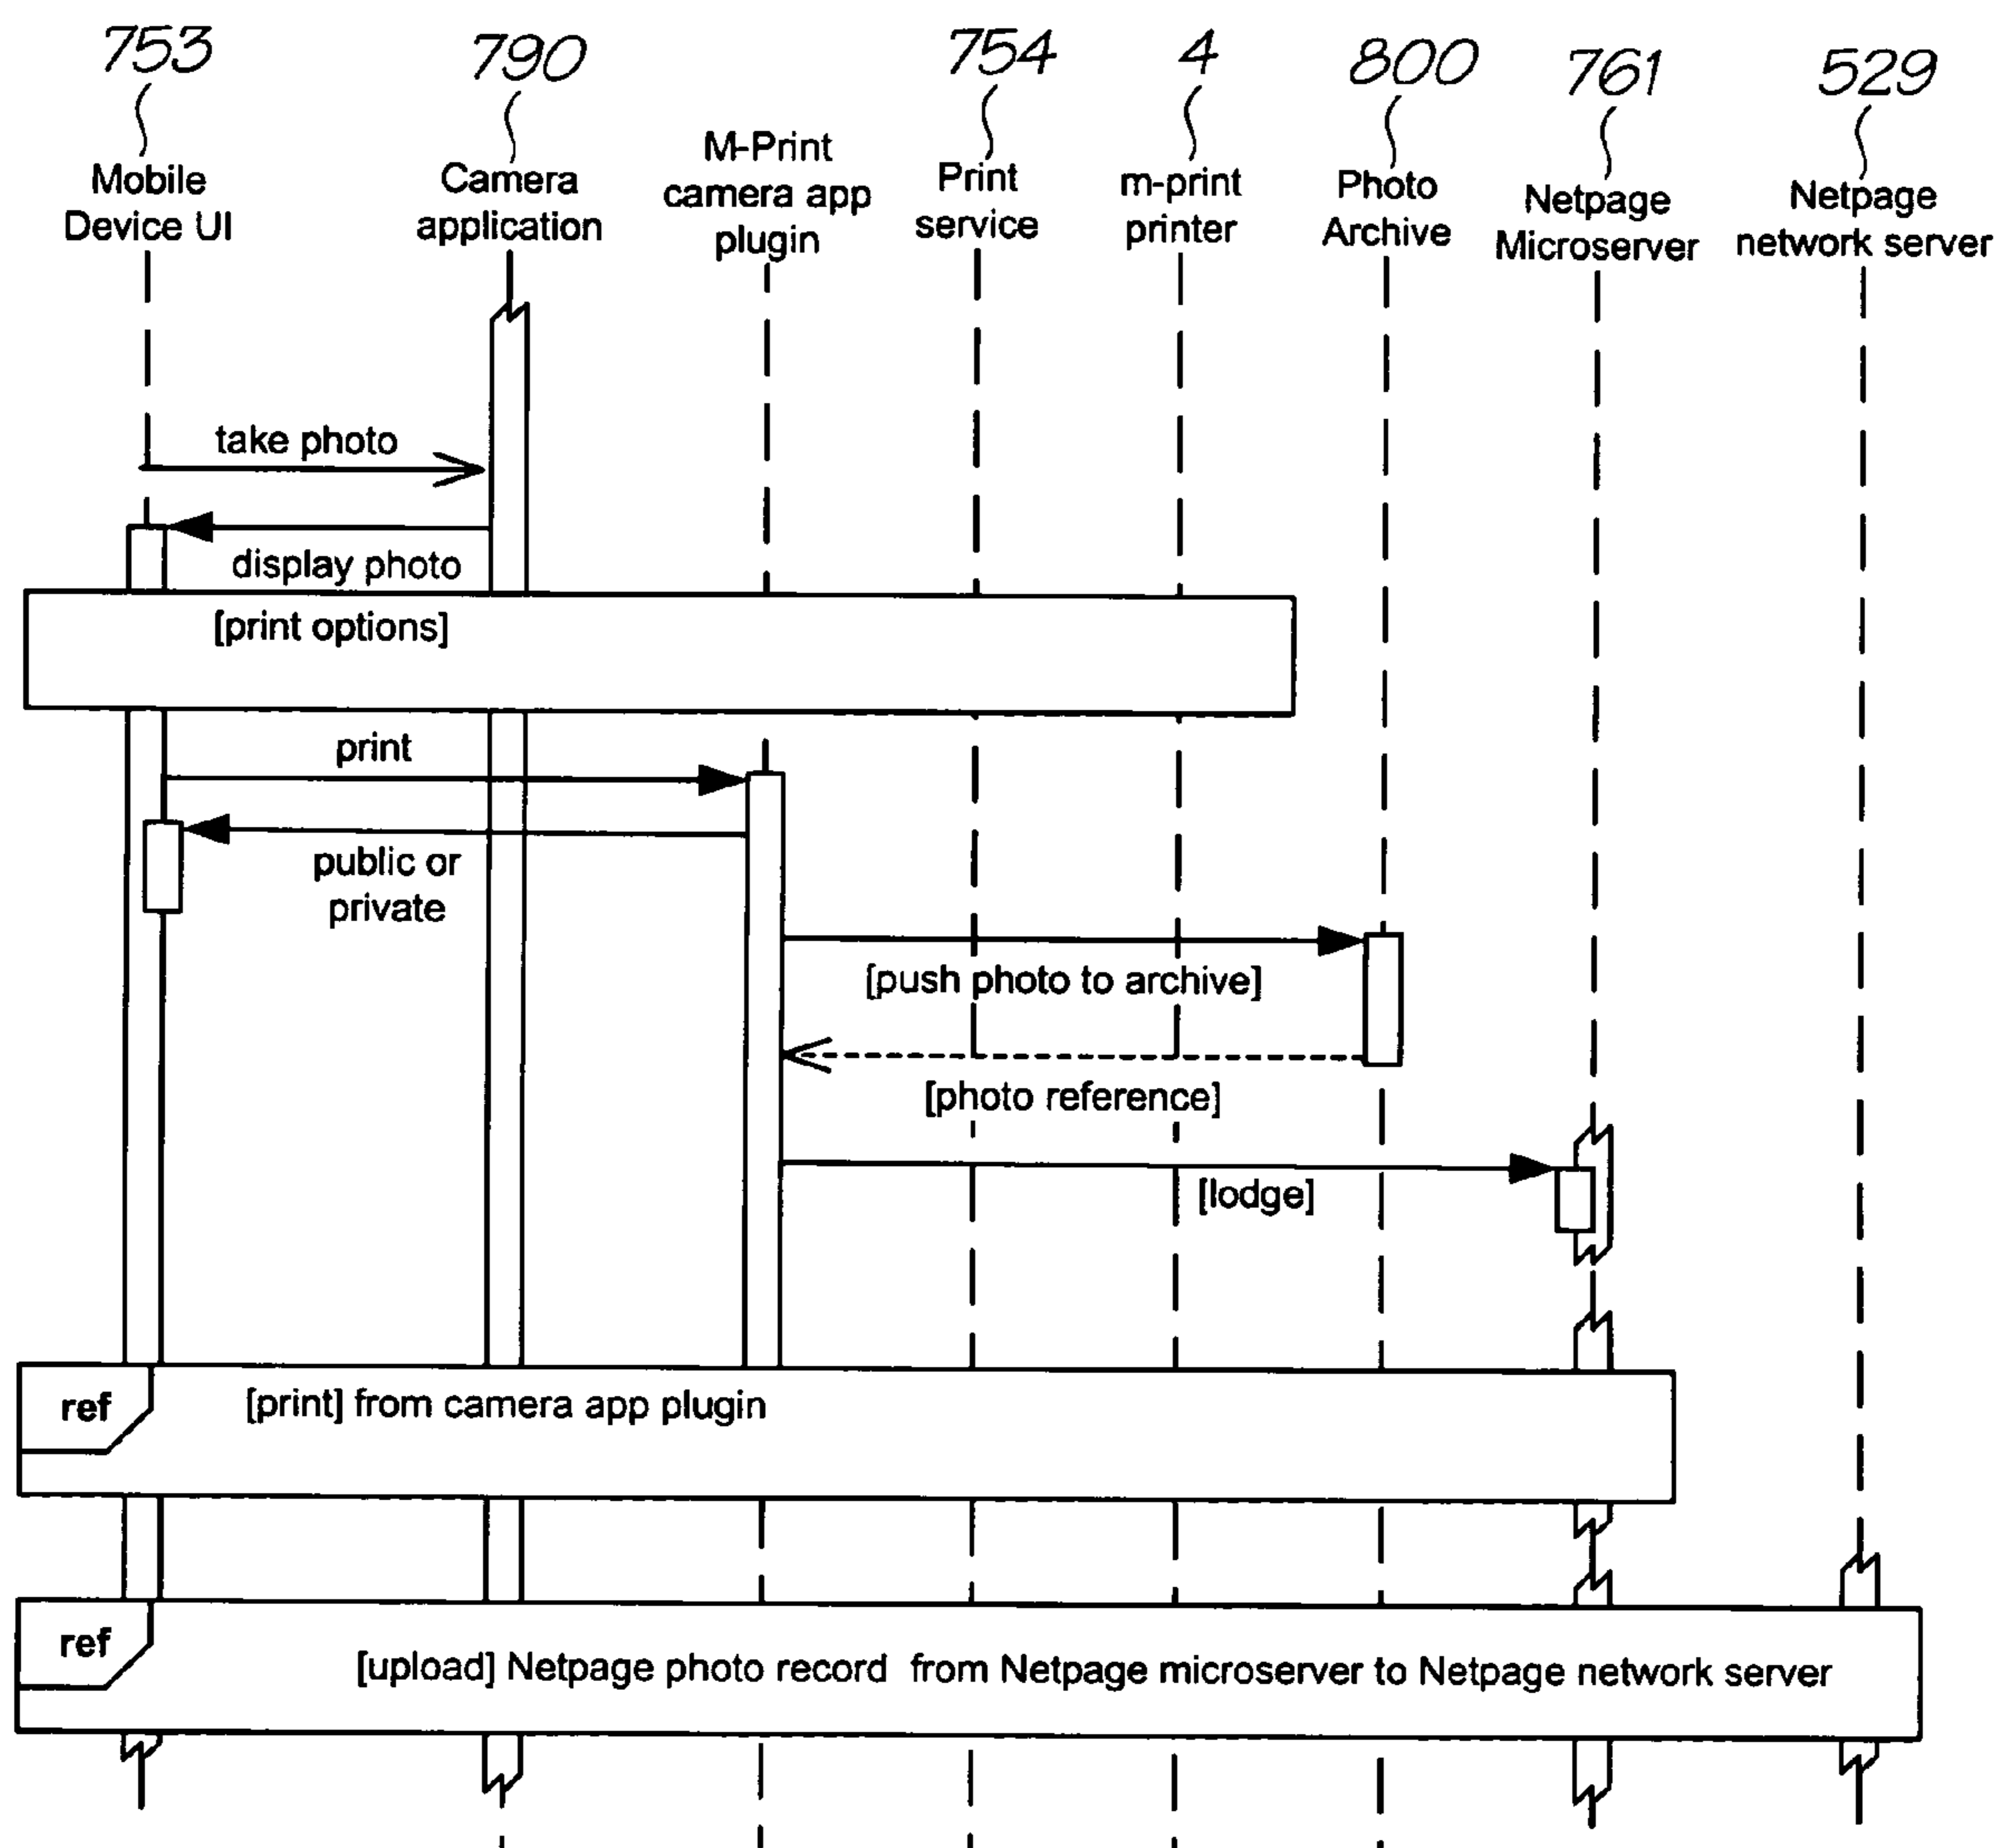 753
790
754
4
800
761
529
Mobile
Device UI
Camera
application
M-Print
camera app
plugin
Print
service
m-print
printer
Photo
Archive
Netpage
Microserver
Netpage
network server
take photo
display photo
[print options]
print
public or
private
[push photo to archive]
[photo reference]
[lodge]
ref
[print] from camera app plugin
ref
[upload] Netpage photo record from Netpage microserver to Netpage network server